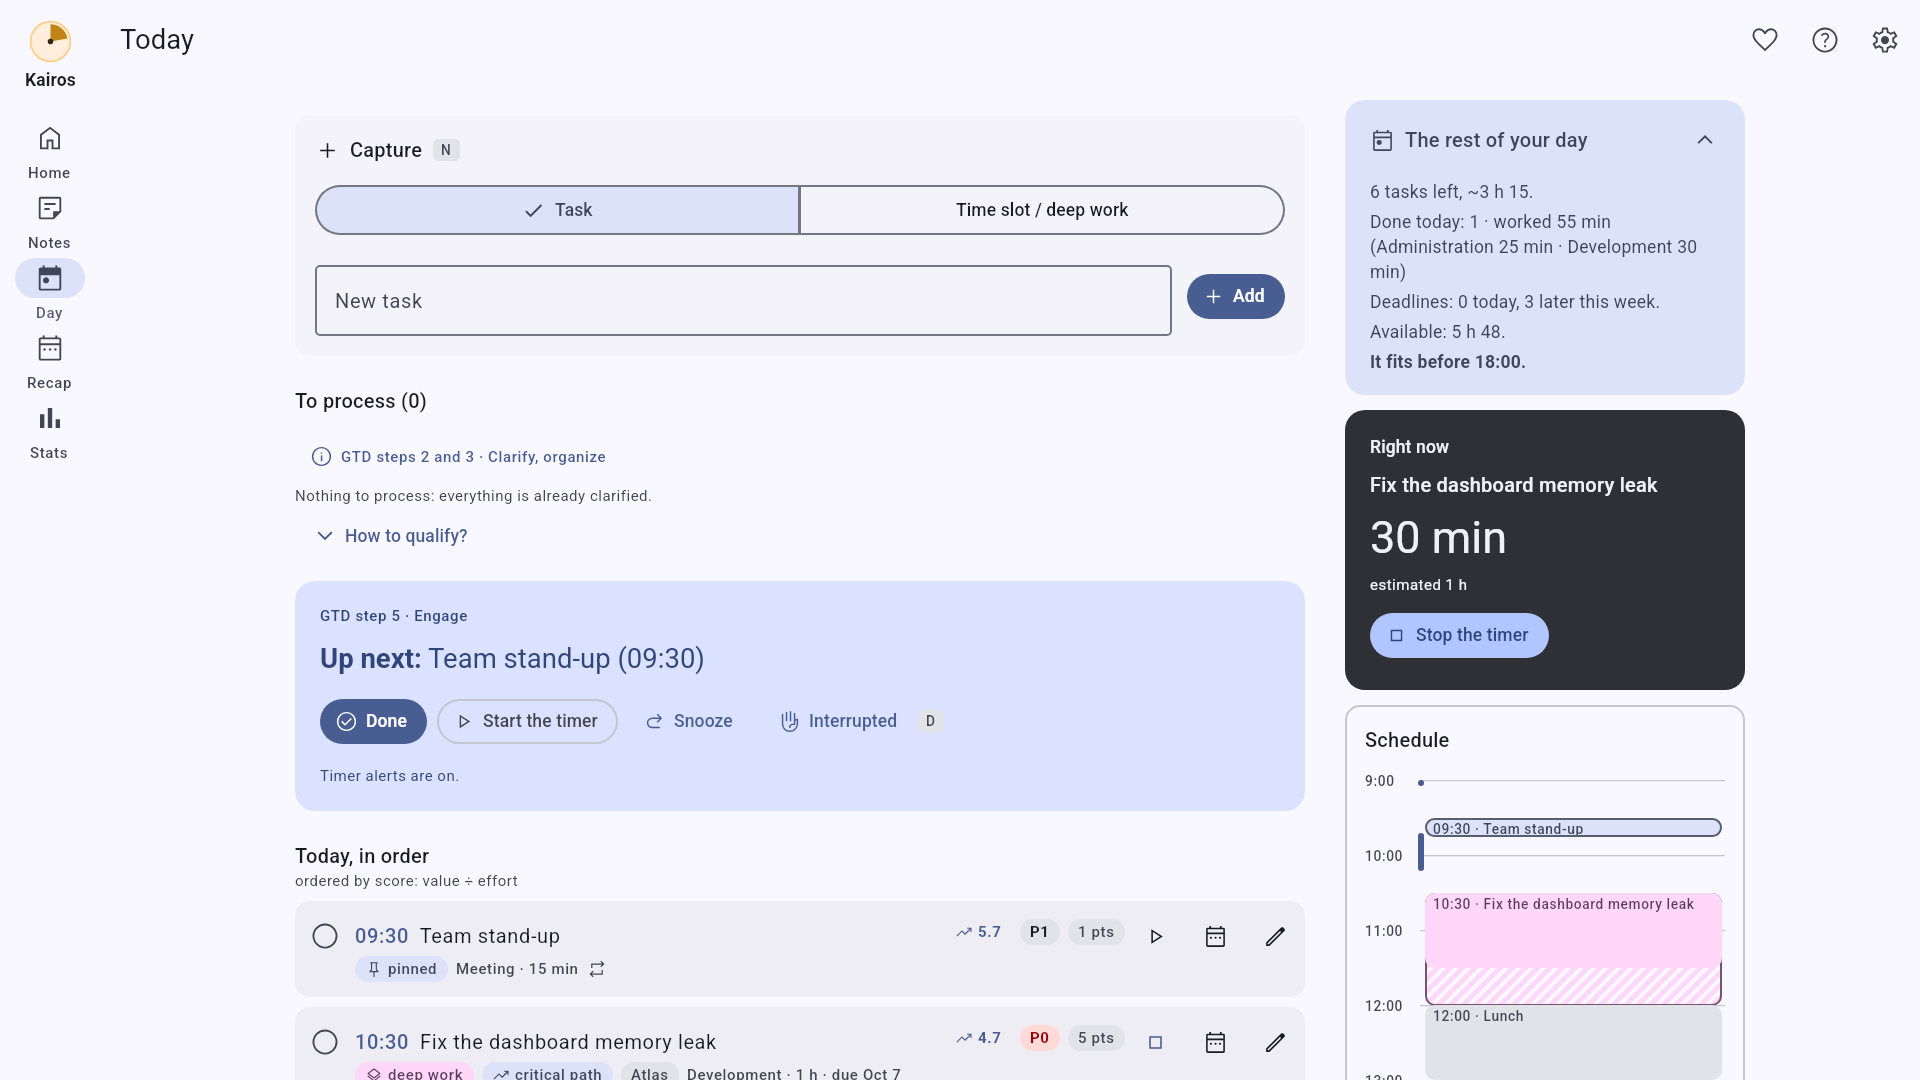 Kairos
Today
Home
Notes
Day
Recap
Stats
Capture N
Task
Time slot / deep work
New task
Add
To process (0)
GTD steps 2 and 3 · Clarify, organize
Nothing to process: everything is already clarified.
How to qualify?
GTD step 5 · Engage
Up next: Team stand-up (09:30)
Done
Start the timer
Snooze
Interrupted D
Timer alerts are on.
Today, in order
ordered by score: value ÷ effort
09:30 Team stand-up
5.7 P1 1 pts
pinned Meeting · 15 min
10:30 Fix the dashboard memory leak
4.7 P0 5 pts
deep work critical path Atlas Development · 1 h · due Oct 7
The rest of your day
6 tasks left, ~3 h 15.
Done today: 1 · worked 55 min
(Administration 25 min · Development 30
min)
Deadlines: 0 today, 3 later this week.
Available: 5 h 48.
It fits before 18:00.
Right now
Fix the dashboard memory leak
30 min
estimated 1 h
Stop the timer
Schedule
9:00
09:30 · Team stand-up
10:00
10:30 · Fix the dashboard memory leak
11:00
12:00
12:00 · Lunch
13:00